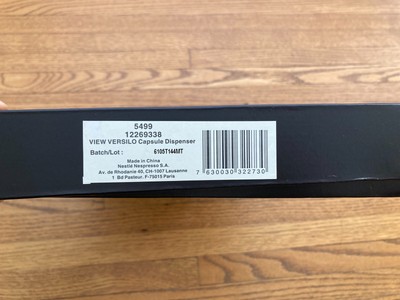 5499
12269338
VIEW VERSILO Capsule Dispenser
Batch/Lot : 6105T144MT
Made in China
Nestlé Nespresso S.A.
Av. de Rhodanie 40, CH-1007 Lausanne
1 Bd Pasteur, F-75015 Paris
7 630030 322730